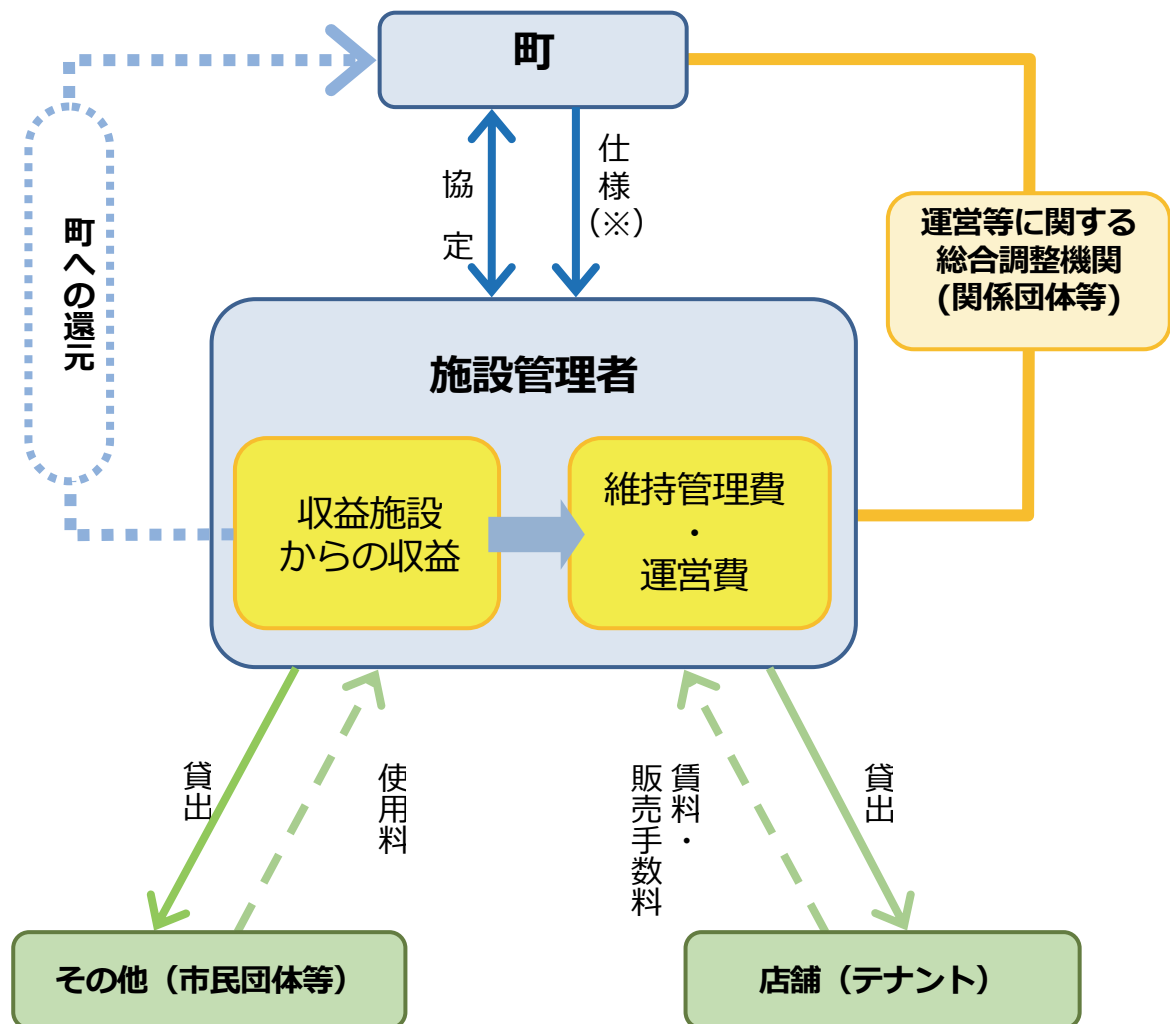 町
協定
仕様(※)
町への還元
運営等に関する
総合調整機関
(関係団体等)
施設管理者
収益施設
からの収益
維持管理費
・
運営費
貸出
使用料
賃料・
販売手数料
貸出
その他（市民団体等）
店舗（テナント）